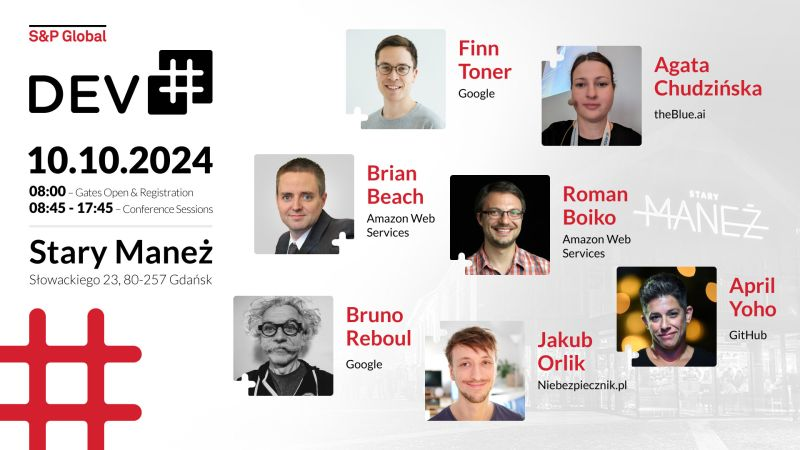 S&P Global
DEV#
10.10.2024
08:00 – Gates Open & Registration
08:45 - 17:45 – Conference Sessions
Stary Maneż
Słowackiego 23, 80-257 Gdańsk
Finn
Toner
Google
Agata
Chudzińska
theBlue.ai
Brian
Beach
Amazon Web
Services
Roman
Boiko
Amazon Web
Services
START
MANEŻ
Bruno
Reboul
Google
Jakub
Orlik
Niebezpiecznik.pl
April
Yoho
GitHub